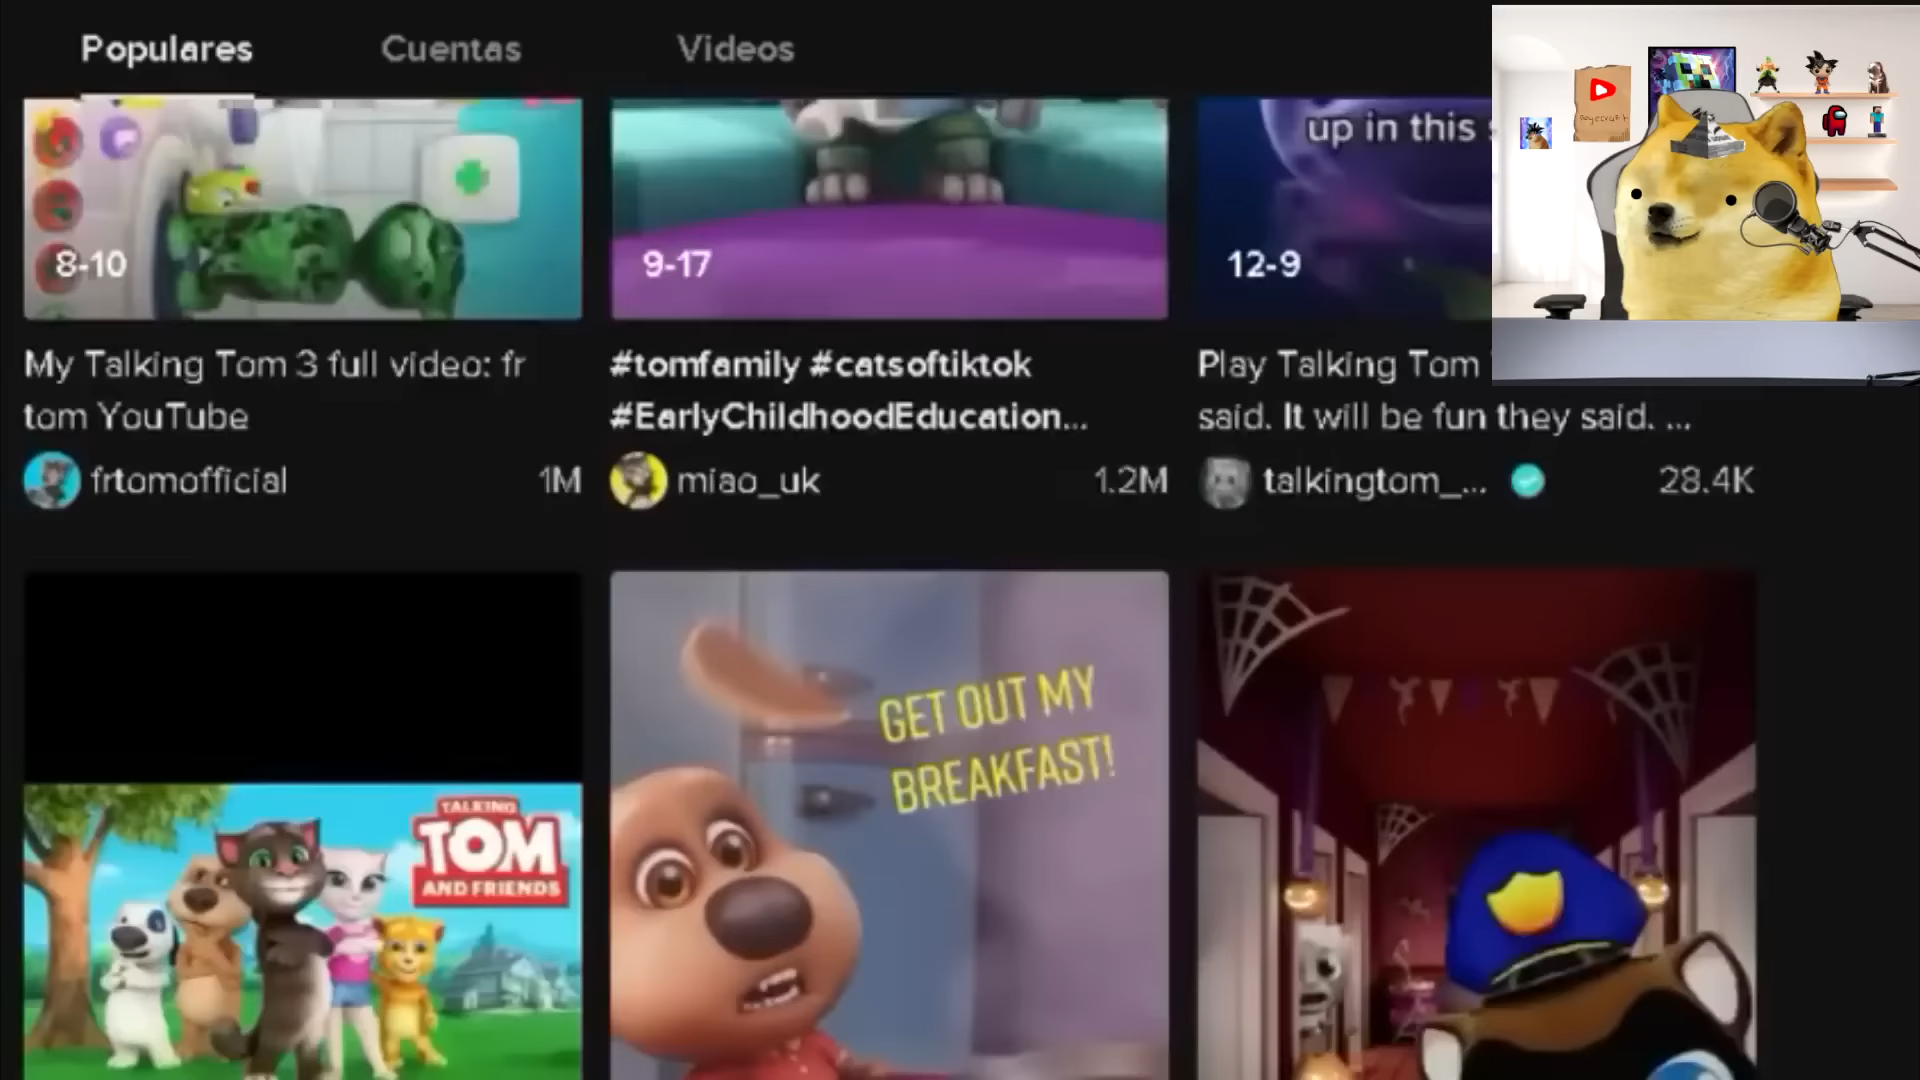 Populares Cuentas Videos
up in this
8-10
9-17
12-9
My Talking Tom 3 full video: fr
tom YouTube
frtomofficial 1M
#tomfamily #catsoftiktok
#EarlyChildhoodEducation...
miao_uk 1.2M
Play Talking Tom
said. It will be fun they said. ...
talkingtom_... 28.4K
TALKING
TOM
AND FRIENDS
GET OUT MY
BREAKFAST!